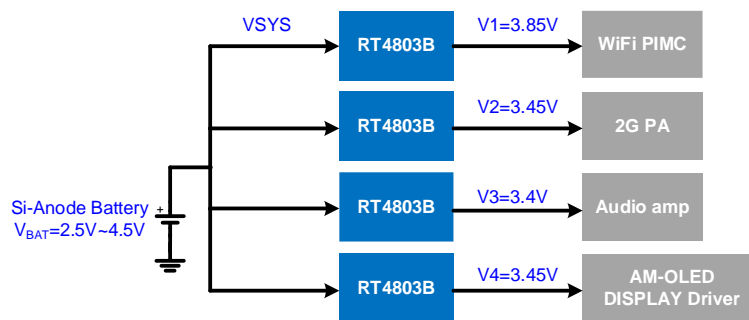 VSYS
RT4803B
V1=3.85V
WiFi PIMC
RT4803B
V2=3.45V
2G PA
Si-Anode Battery
+
VBAT=2.5V~4.5V
RT4803B
V3=3.4V
Audio amp
RT4803B
V4=3.45V
AM-OLED
DISPLAY Driver